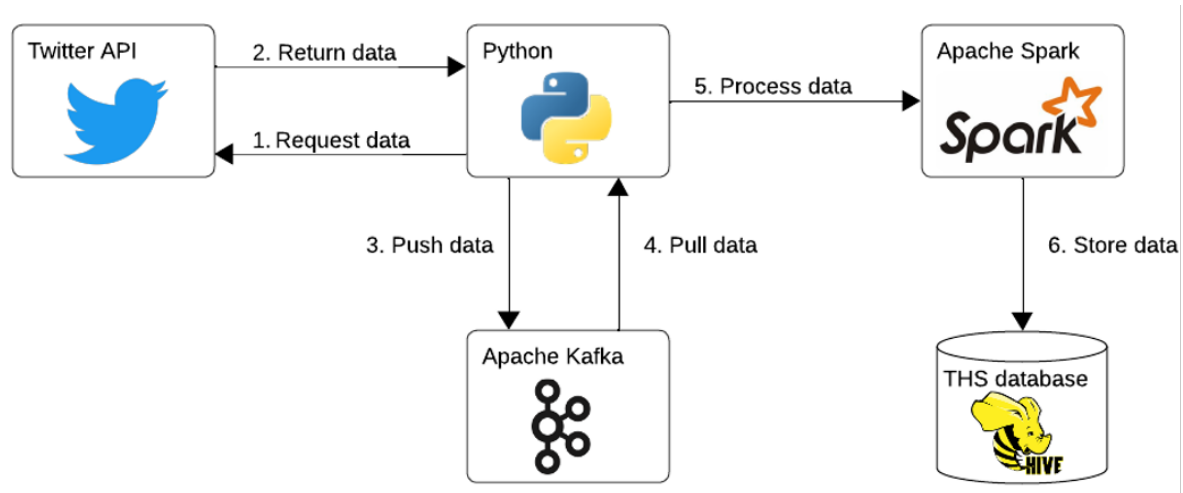 Twitter API
2. Return data
Python
Apache Spark
5. Process data
Spark
1. Request data
3. Push data
4. Pull data
6. Store data
Apache Kafka
THS database
HIVE